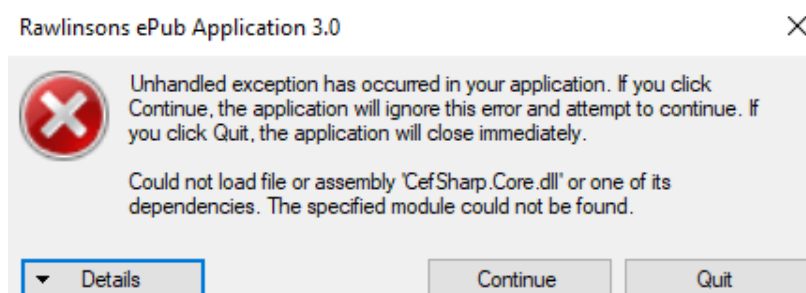 Rawlinsons ePub Application 3.0
Unhandled exception has occurred in your application. If you click
Continue, the application will ignore this error and attempt to continue. If
you click Quit, the application will close immediately.
Could not load file or assembly 'CefSharp.Core.dll' or one of its
dependencies. The specified module could not be found.
Details
Continue
Quit